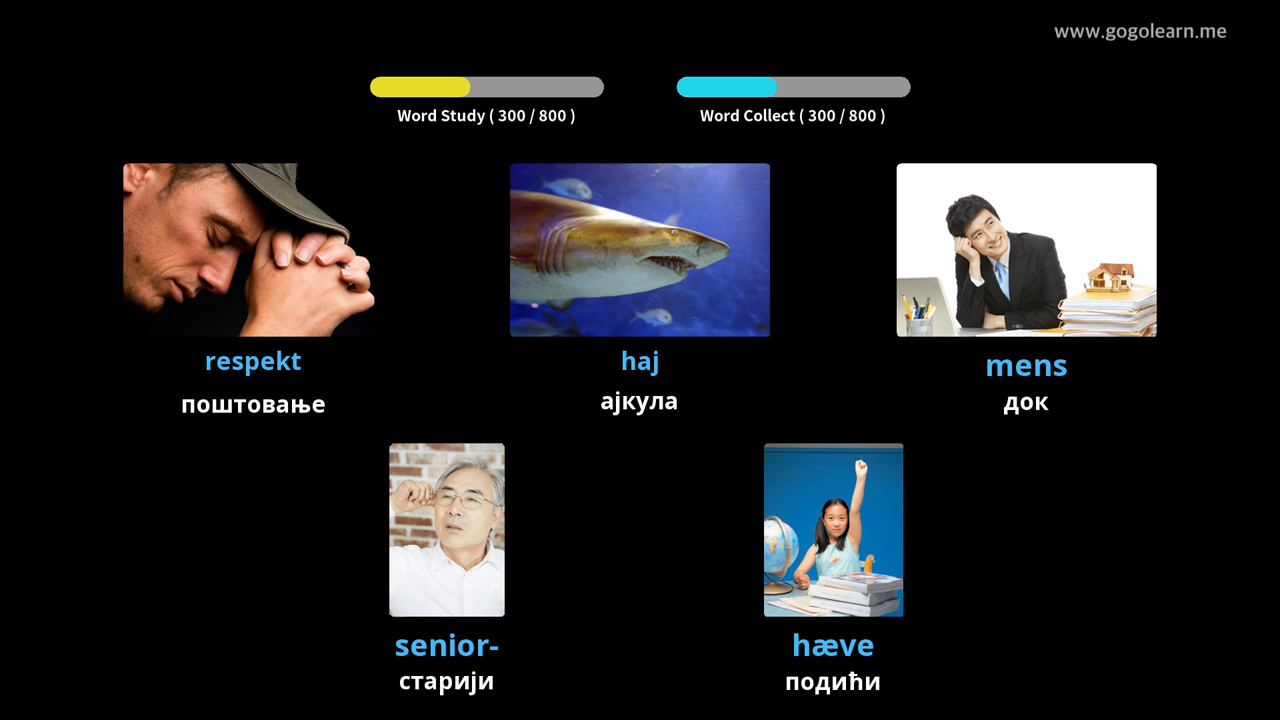 www.gogolearn.me
Word Study ( 300 / 800 )
Word Collect ( 300 / 800 )
respekt
поштовање
haj
ајкула
mens
док
senior-
старији
hæve
подићи